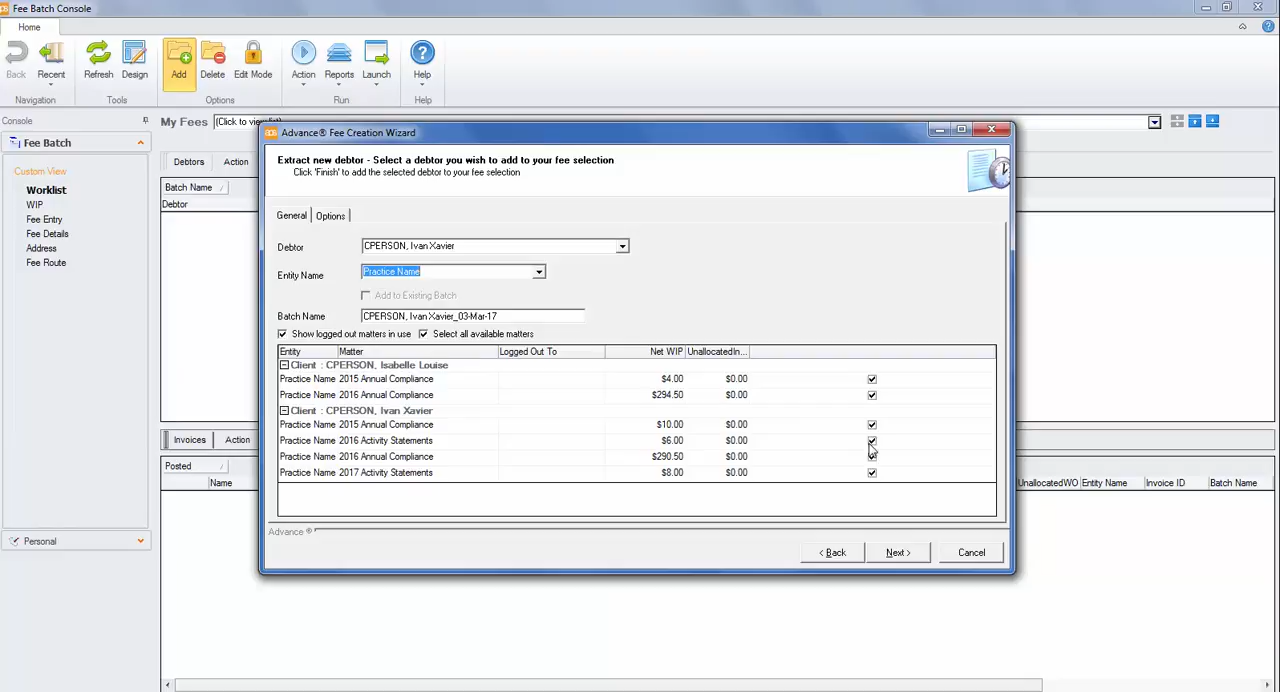 Fee Batch Console
Home
Back Recent Refresh Design Add Delete Edit Mode Action Reports Launch Help
Navigation Tools Options Run Help
Console
Fee Batch
Custom View
Worklist
WIP
Fee Entry
Fee Details
Address
Fee Route
Personal
My Fees
Debtors Action
Batch Name
Debtor
Invoices Action
Posted
Name UnallocatedWO Entity Name Invoice ID Batch Name
Advance® Fee Creation Wizard
Extract new debtor - Select a debtor you wish to add to your fee selection
Click 'Finish' to add the selected debtor to your fee selection
General Options
Debtor CPERSON, Ivan Xavier
Entity Name Practice Name
Add to Existing Batch
Batch Name CPERSON, Ivan Xavier_03-Mar-17
Show logged out matters in use Select all available matters
Entity Matter Logged Out To Net WIP UnallocatedIn...
Client : CPERSON, Isabelle Louise
Practice Name 2015 Annual Compliance $4.00 $0.00
Practice Name 2016 Annual Compliance $294.50 $0.00
Client : CPERSON, Ivan Xavier
Practice Name 2015 Annual Compliance $10.00 $0.00
Practice Name 2016 Activity Statements $6.00 $0.00
Practice Name 2016 Annual Compliance $290.50 $0.00
Practice Name 2017 Activity Statements $8.00 $0.00
Advance ®
< Back Next > Cancel